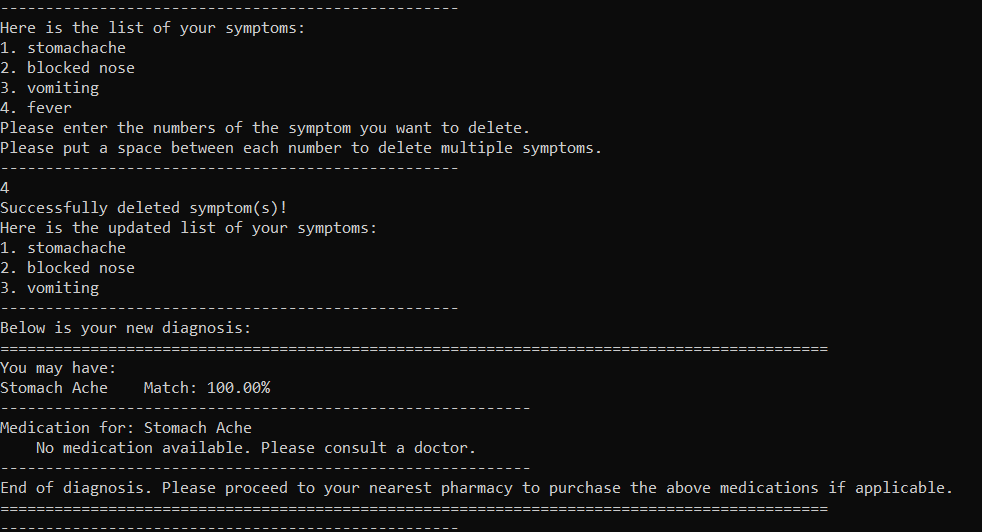 ---------------------------------------------------
Here is the list of your symptoms:
1. stomachache
2. blocked nose
3. vomiting
4. fever
Please enter the numbers of the symptom you want to delete.
Please put a space between each number to delete multiple symptoms.
---------------------------------------------------
4
Successfully deleted symptom(s)!
Here is the updated list of your symptoms:
1. stomachache
2. blocked nose
3. vomiting
---------------------------------------------------
Below is your new diagnosis:
============================================================================================
You may have:
Stomach Ache    Match: 100.00%
-----------------------------------------------------------
Medication for: Stomach Ache
    No medication available. Please consult a doctor.
-----------------------------------------------------------
End of diagnosis. Please proceed to your nearest pharmacy to purchase the above medications if applicable.
============================================================================================
---------------------------------------------------